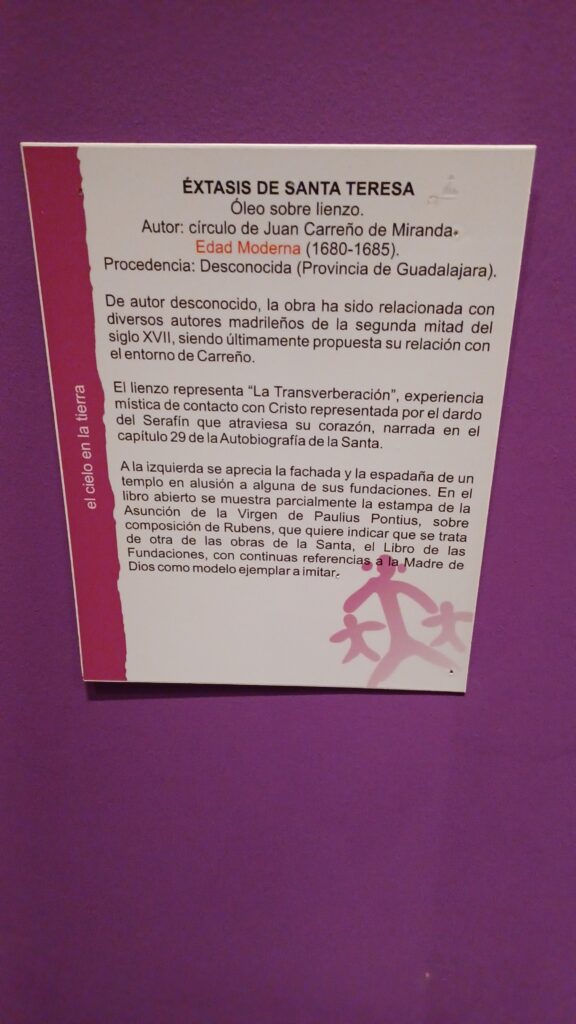 ÉXTASIS DE SANTA TERESA
Óleo sobre lienzo.
Autor: círculo de Juan Carreño de Miranda.
Edad Moderna (1680-1685).
Procedencia: Desconocida (Provincia de Guadalajara).
De autor desconocido, la obra ha sido relacionada con
diversos autores madrileños de la segunda mitad del
siglo XVII, siendo últimamente propuesta su relación con
el entorno de Carreño.
El lienzo representa “La Transverberación”, experiencia
mística de contacto con Cristo representada por el dardo
del Serafín que atraviesa su corazón, narrada en el
capítulo 29 de la Autobiografía de la Santa.
A la izquierda se aprecia la fachada y la espadaña de un
templo en alusión a alguna de sus fundaciones. En el
libro abierto se muestra parcialmente la estampa de la
Asunción de la Virgen de Paulius Pontius, sobre
composición de Rubens, que quiere indicar que se trata
de otra de las obras de la Santa, el Libro de las
Fundaciones, con continuas referencias a la Madre de
Dios como modelo ejemplar a imitar.
el cielo en la tierra